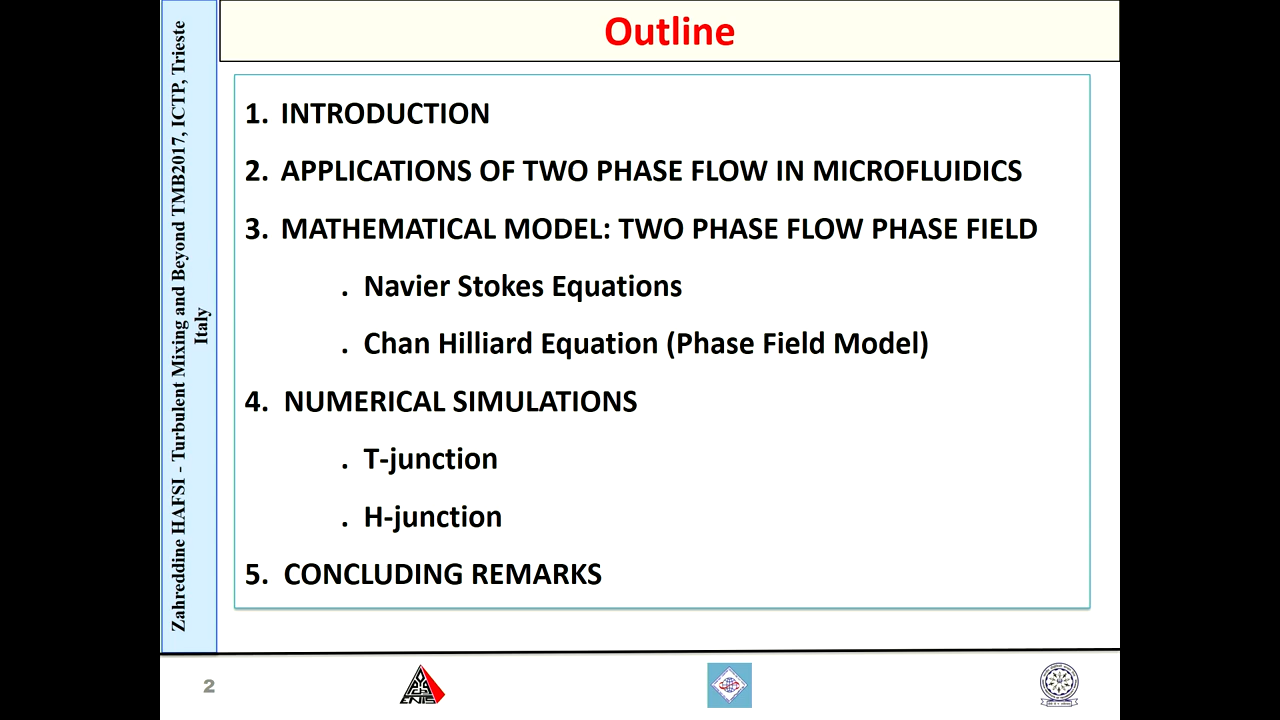 Outline
Zahreddine HAFSI - Turbulent Mixing and Beyond TMB2017, ICTP, Trieste
Italy
1. INTRODUCTION
2. APPLICATIONS OF TWO PHASE FLOW IN MICROFLUIDICS
3. MATHEMATICAL MODEL: TWO PHASE FLOW PHASE FIELD
. Navier Stokes Equations
. Chan Hilliard Equation (Phase Field Model)
4. NUMERICAL SIMULATIONS
. T-junction
. H-junction
5. CONCLUDING REMARKS
2
ENIS